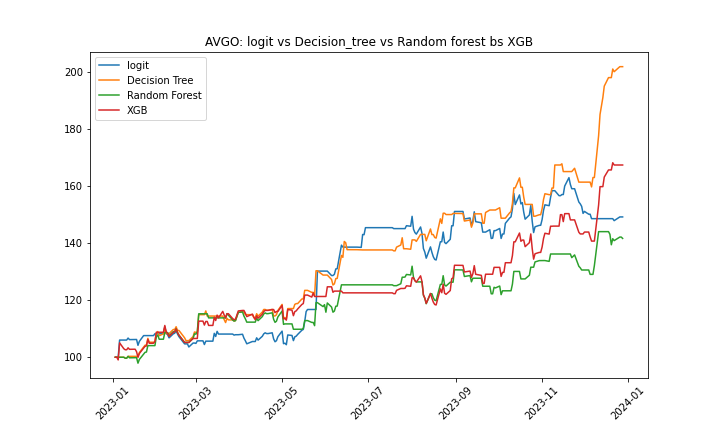 AVGO: logit vs Decision_tree vs Random forest bs XGB
logit
Decision Tree
Random Forest
XGB
200
180
160
140
120
100
2023-01
2023-03
2023-05
2023-07
2023-09
2023-11
2024-01